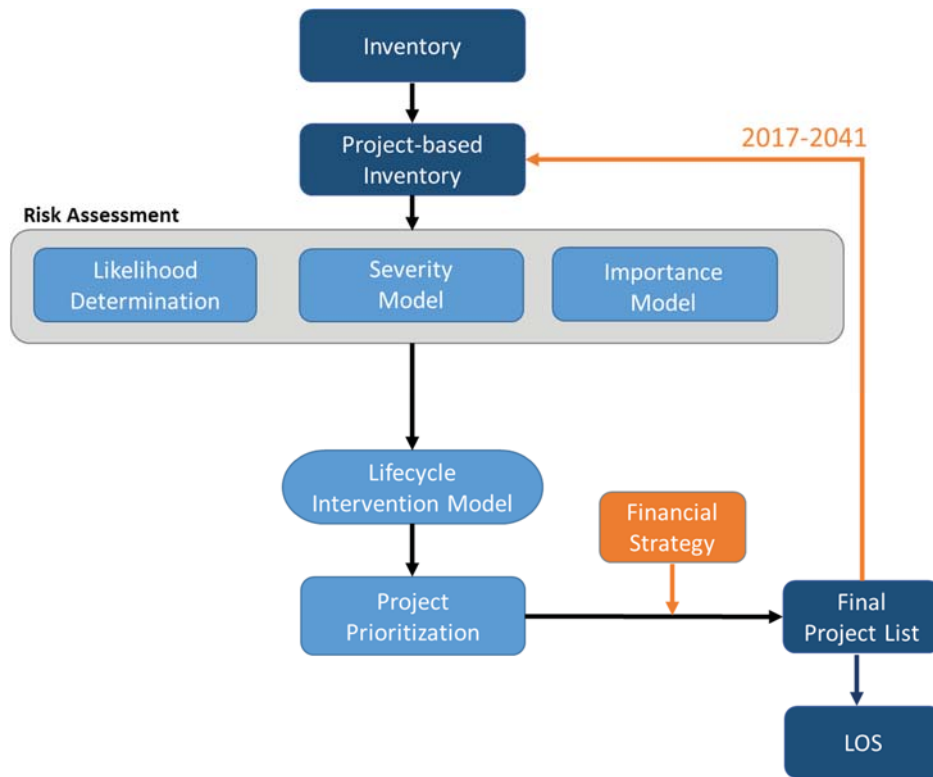 Inventory
Project-based
Inventory
2017-2041
Risk Assessment
Likelihood
Determination
Severity
Model
Importance
Model
Lifecycle
Intervention Model
Financial
Strategy
Project
Prioritization
Final
Project List
LOS